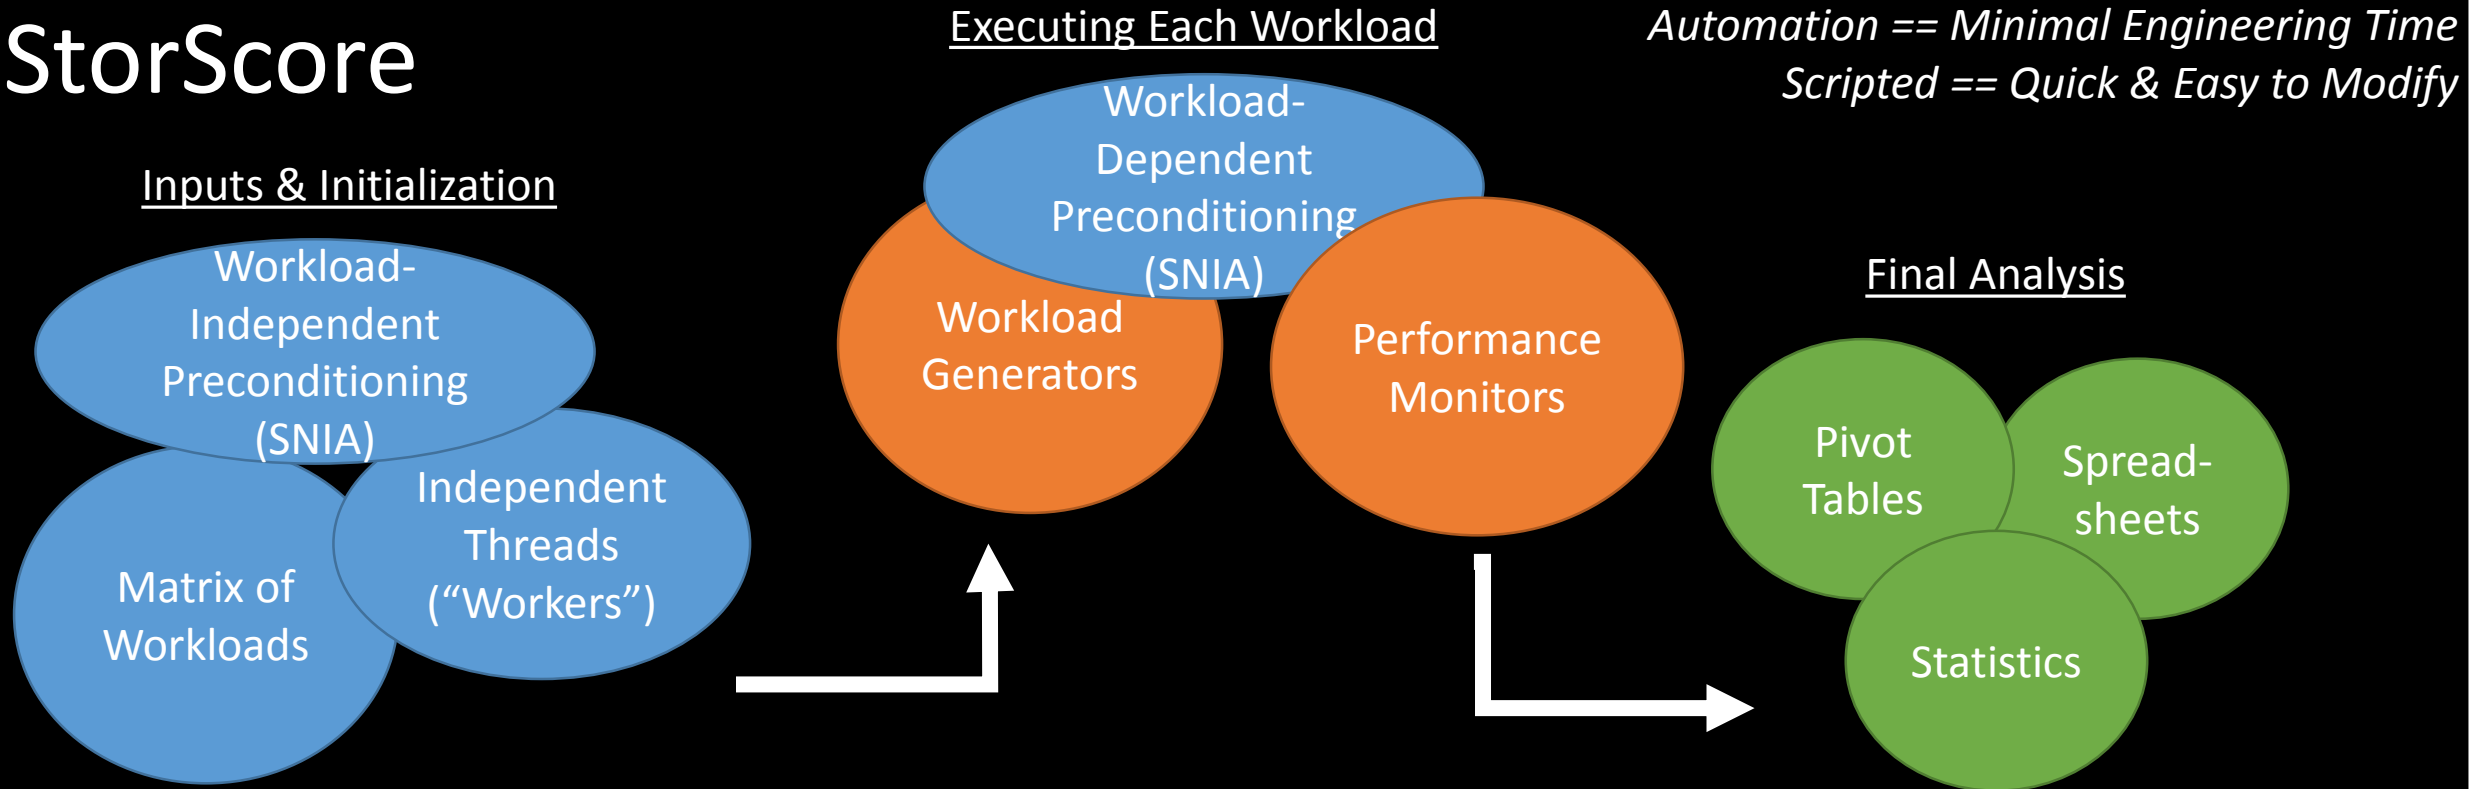 StorScore
Executing Each Workload
Automation == Minimal Engineering Time
Scripted == Quick & Easy to Modify
Inputs & Initialization
Workload-
Independent
Preconditioning
(SNIA)
Independent
Threads
(“Workers”)
Matrix of
Workloads
Workload-
Dependent
Preconditioning
(SNIA)
Workload
Generators
Performance
Monitors
Final Analysis
Pivot
Tables
Spread-
sheets
Statistics